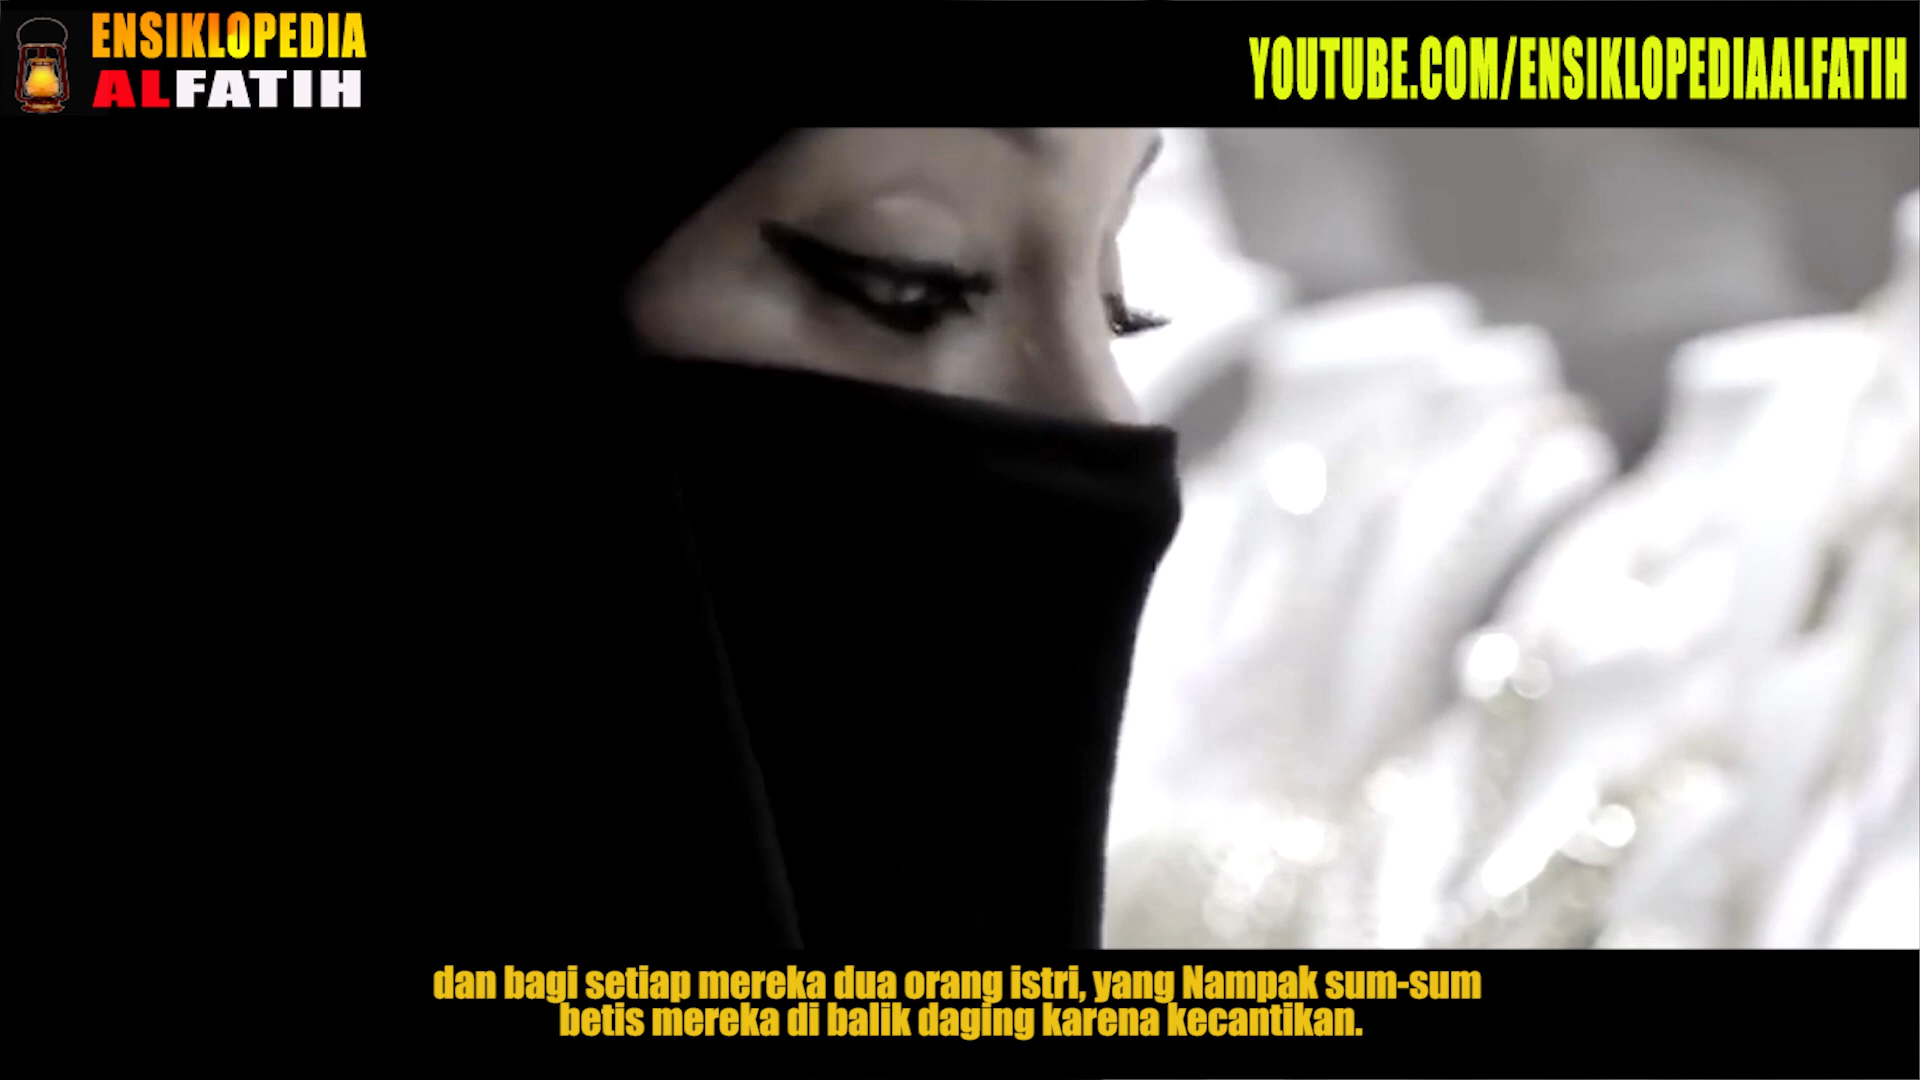 ENSIKLOPEDIA
ALFATIH
YOUTUBE.COM/ENSIKLOPEDIAALFATIH
dan bagi setiap mereka dua orang istri, yang Nampak sum-sum
betis mereka di balik daging karena kecantikan.